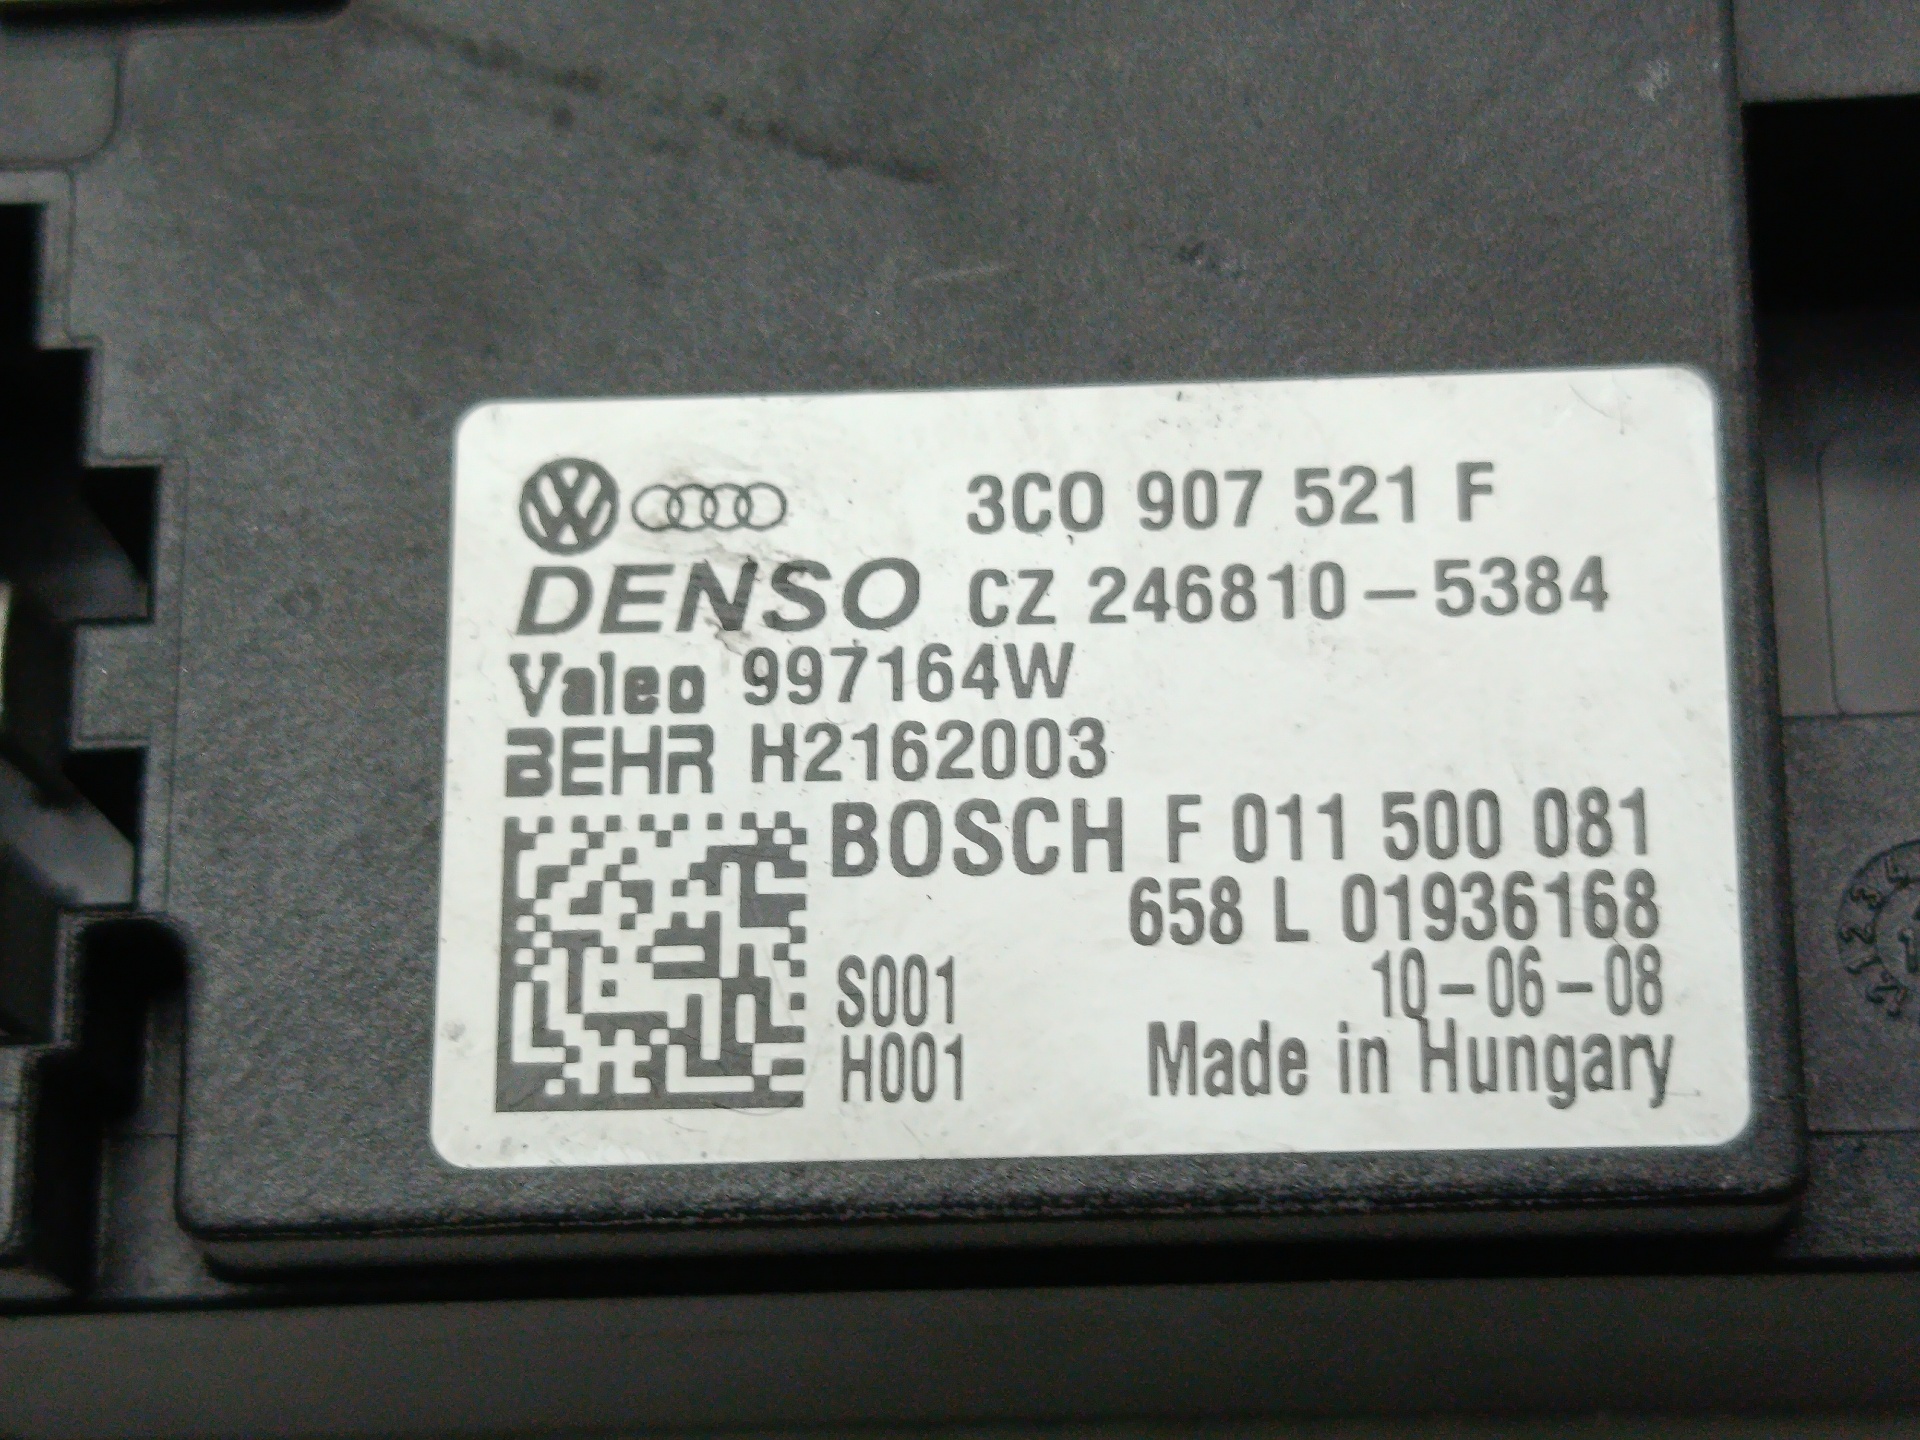 3C0 907 521 F
DENSO CZ 246810-5384
Valeo 997164W
BEHR H2162003
BOSCH F 011 500 081
658 L 01936168
S001 10-06-08
H001 Made in Hungary